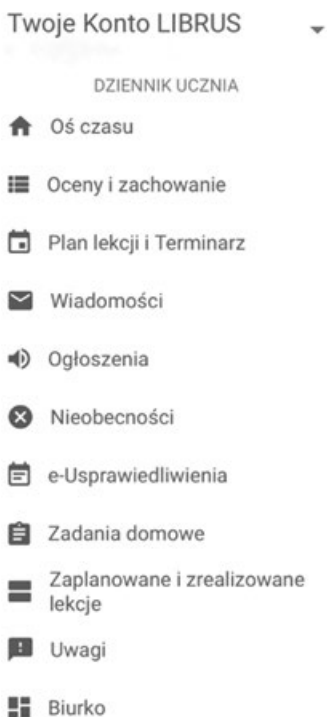 Twoje Konto LIBRUS
DZIENNIK UCZNIA
Oś czasu
Oceny i zachowanie
Plan lekcji i Terminarz
Wiadomości
Ogłoszenia
Nieobecności
e-Usprawiedliwienia
Zadania domowe
Zaplanowane i zrealizowane
lekcje
Uwagi
Biurko